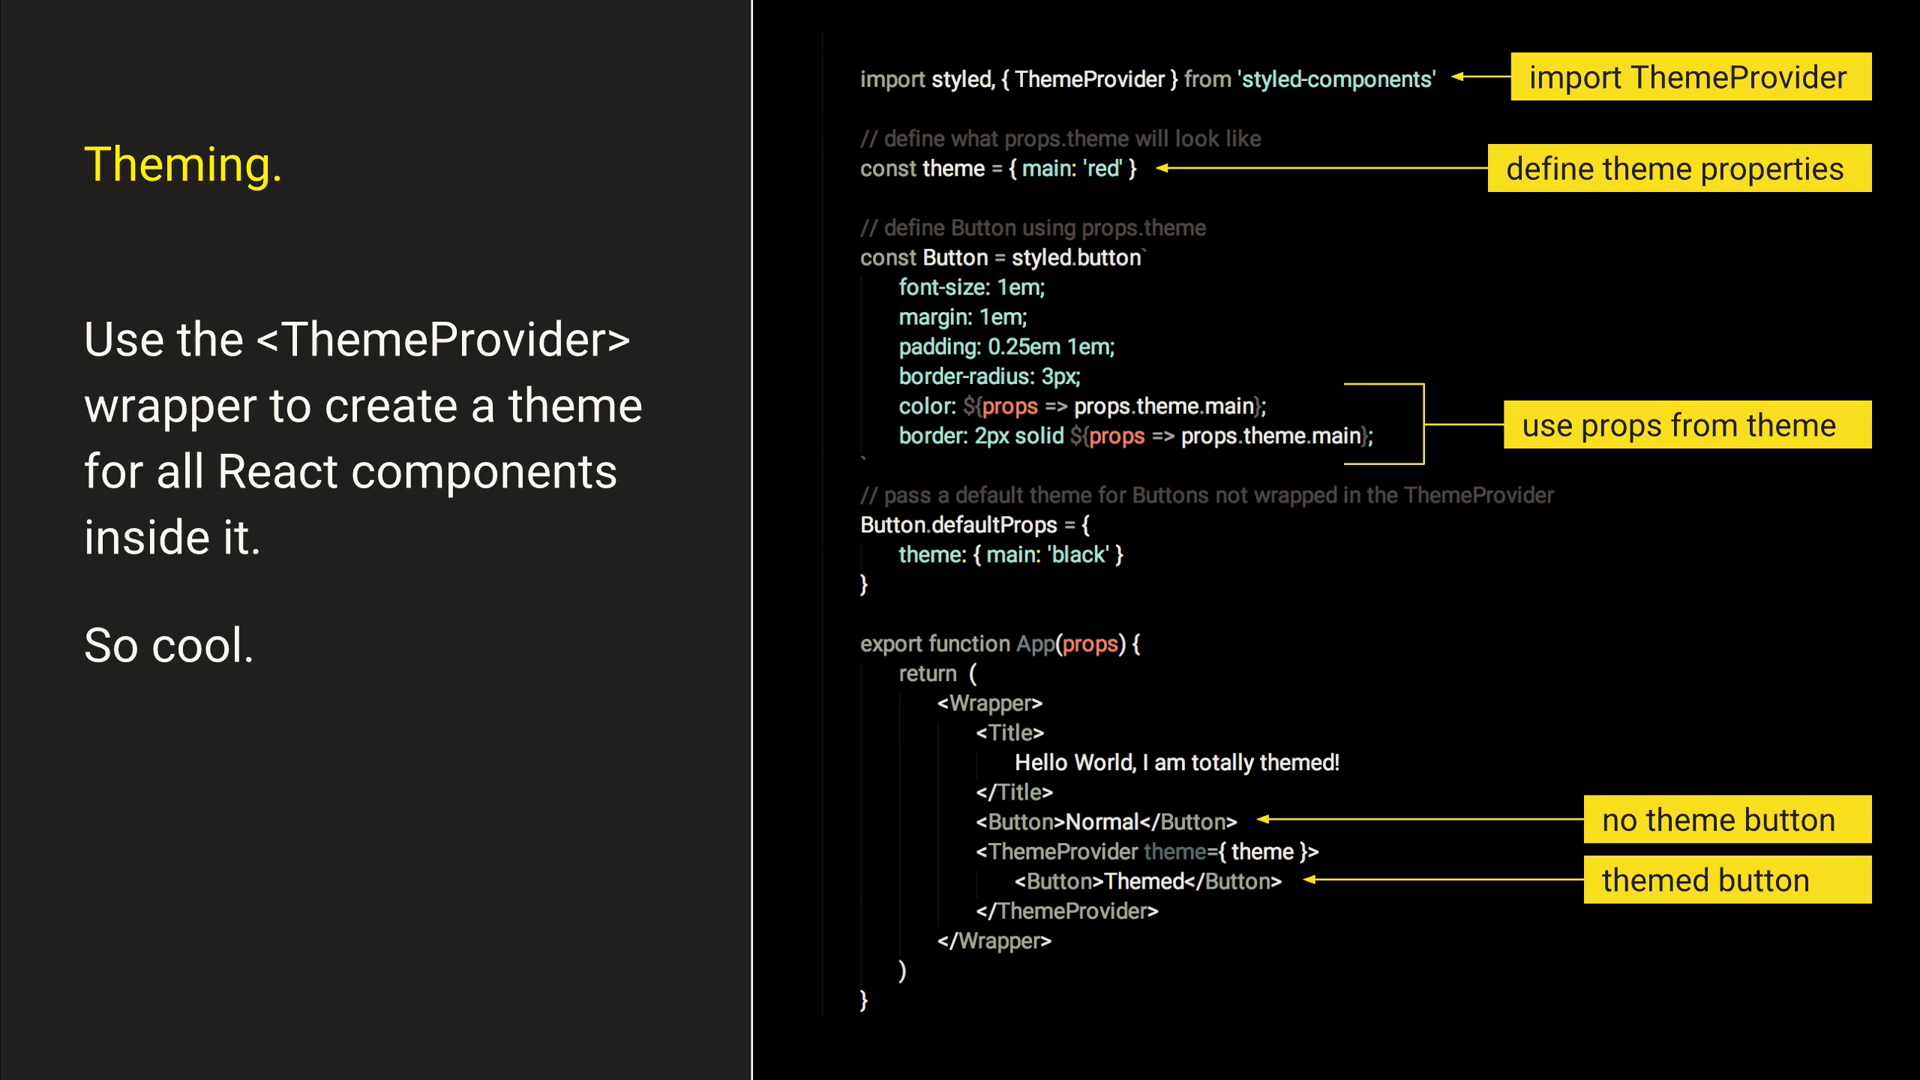 Theming.
Use the <ThemeProvider>
wrapper to create a theme
for all React components
inside it.
So cool.
import styled, { ThemeProvider } from 'styled-components'
import ThemeProvider
// define what props.theme will look like
const theme = { main: 'red' }
define theme properties
// define Button using props.theme
const Button = styled.button`
font-size: 1em;
margin: 1em;
padding: 0.25em 1em;
border-radius: 3px;
color: ${props => props.theme.main};
border: 2px solid ${props => props.theme.main};
`
use props from theme
// pass a default theme for Buttons not wrapped in the ThemeProvider
Button.defaultProps = {
theme: { main: 'black' }
}
export function App(props) {
return (
<Wrapper>
<Title>
Hello World, I am totally themed!
</Title>
<Button>Normal</Button>
no theme button
<ThemeProvider theme={ theme }>
<Button>Themed</Button>
themed button
</ThemeProvider>
</Wrapper>
)
}